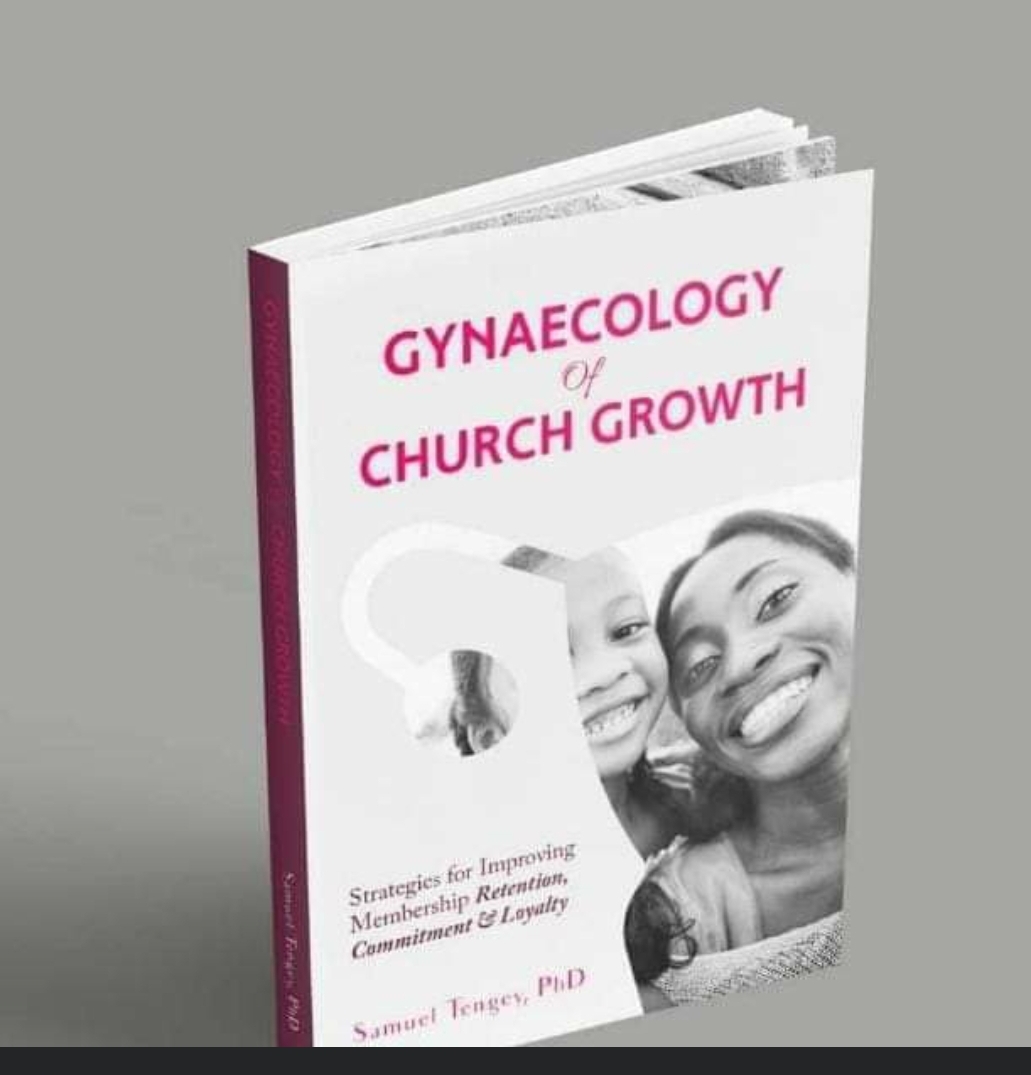 GYNAECOLOGY
Of
CHURCH GROWTH
Strategies for Improving
Membership Retention,
Commitment & Loyalty
Samuel Tengey, PhD
GYNAECOLOGY Of CHURCH GROWTH
Samuel Tengey, PhD